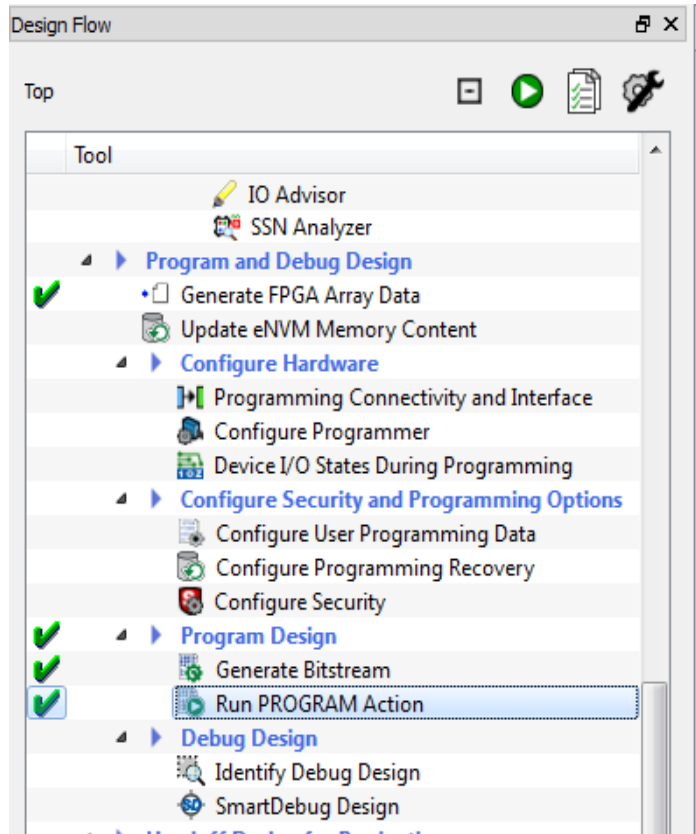 Design Flow
Top
Tool
IO Advisor
SSN Analyzer
Program and Debug Design
Generate FPGA Array Data
Update eNVM Memory Content
Configure Hardware
Programming Connectivity and Interface
Configure Programmer
Device I/O States During Programming
Configure Security and Programming Options
Configure User Programming Data
Configure Programming Recovery
Configure Security
Program Design
Generate Bitstream
Run PROGRAM Action
Debug Design
Identify Debug Design
SmartDebug Design